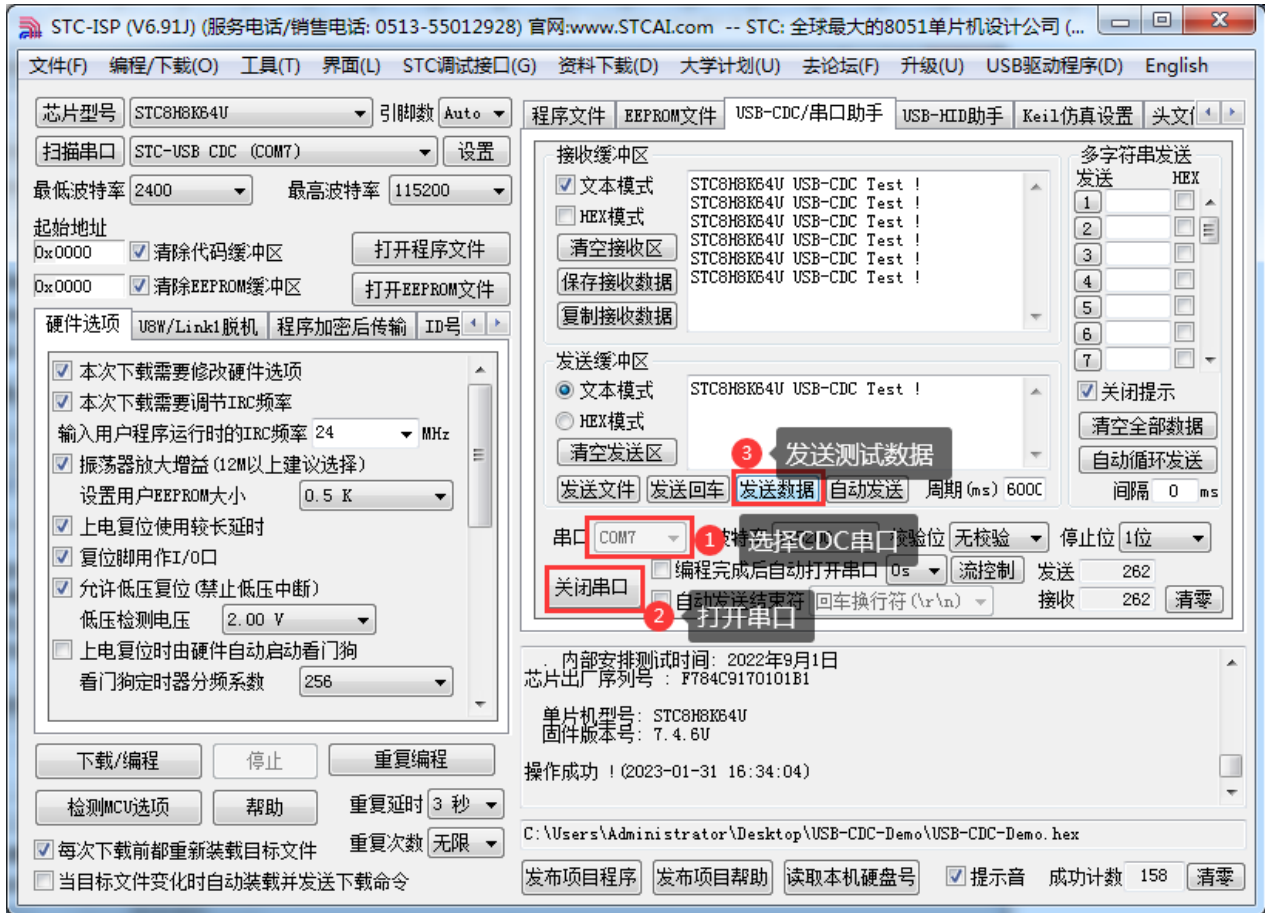 STC-ISP (V6.91J) (服务电话/销售电话: 0513-55012928) 官网:www.STCAI.com -- STC: 全球最大的8051单片机设计公司 (...
文件(F) 编程/下载(O) 工具(T) 界面(L) STC调试接口(G) 资料下载(D) 大学计划(U) 去论坛(F) 升级(U) USB驱动程序(D) English
芯片型号 STC8H8K64U 引脚数 Auto
扫描串口 STC-USB CDC (COM7) 设置
最低波特率 2400 最高波特率 115200
起始地址
0x0000 清除代码缓冲区 打开程序文件
0x0000 清除EEPROM缓冲区 打开EEPROM文件
硬件选项 U8W/Link1脱机 程序加密后传输 ID号
本次下载需要修改硬件选项
本次下载需要调节IRC频率
输入用户程序运行时的IRC频率 24 MHz
振荡器放大增益(12M以上建议选择)
设置用户EEPROM大小 0.5 K
上电复位使用较长延时
复位脚用作I/O口
允许低压复位(禁止低压中断)
低压检测电压 2.00 V
上电复位时由硬件自动启动看门狗
看门狗定时器分频系数 256
下载/编程 停止 重复编程
检测MCU选项 帮助 重复延时 3 秒
重复次数 无限
每次下载前都重新装载目标文件
当目标文件变化时自动装载并发送下载命令
程序文件 EEPROM文件 USB-CDC/串口助手 USB-HID助手 Keil仿真设置 头文
接收缓冲区
文本模式
HEX模式
清空接收区
保存接收数据
复制接收数据
STC8H8K64U USB-CDC Test !
STC8H8K64U USB-CDC Test !
STC8H8K64U USB-CDC Test !
STC8H8K64U USB-CDC Test !
STC8H8K64U USB-CDC Test !
STC8H8K64U USB-CDC Test !
多字符串发送
发送 HEX
1
2
3
4
5
6
7
关闭提示
清空全部数据
自动循环发送
间隔 0 ms
发送缓冲区
文本模式 STC8H8K64U USB-CDC Test !
HEX模式
清空发送区 3 发送测试数据
发送文件 发送回车 发送数据 自动发送 周期(ms) 6000
串口 COM7 1 选择CDC串口 校验位 无校验 停止位 1位
关闭串口 编程完成后自动打开串口 0s 流控制 发送 262
自动发送结束符 回车换行符(\r\n) 接收 262 清零
2 打开串口
. 内部安排测试时间: 2022年9月1日
芯片出厂序列号 : F784C9170101B1
单片机型号: STC8H8K64U
固件版本号: 7.4.6U
操作成功 !(2023-01-31 16:34:04)
C:\Users\Administrator\Desktop\USB-CDC-Demo\USB-CDC-Demo.hex
发布项目程序 发布项目帮助 读取本机硬盘号 提示音 成功计数 158 清零